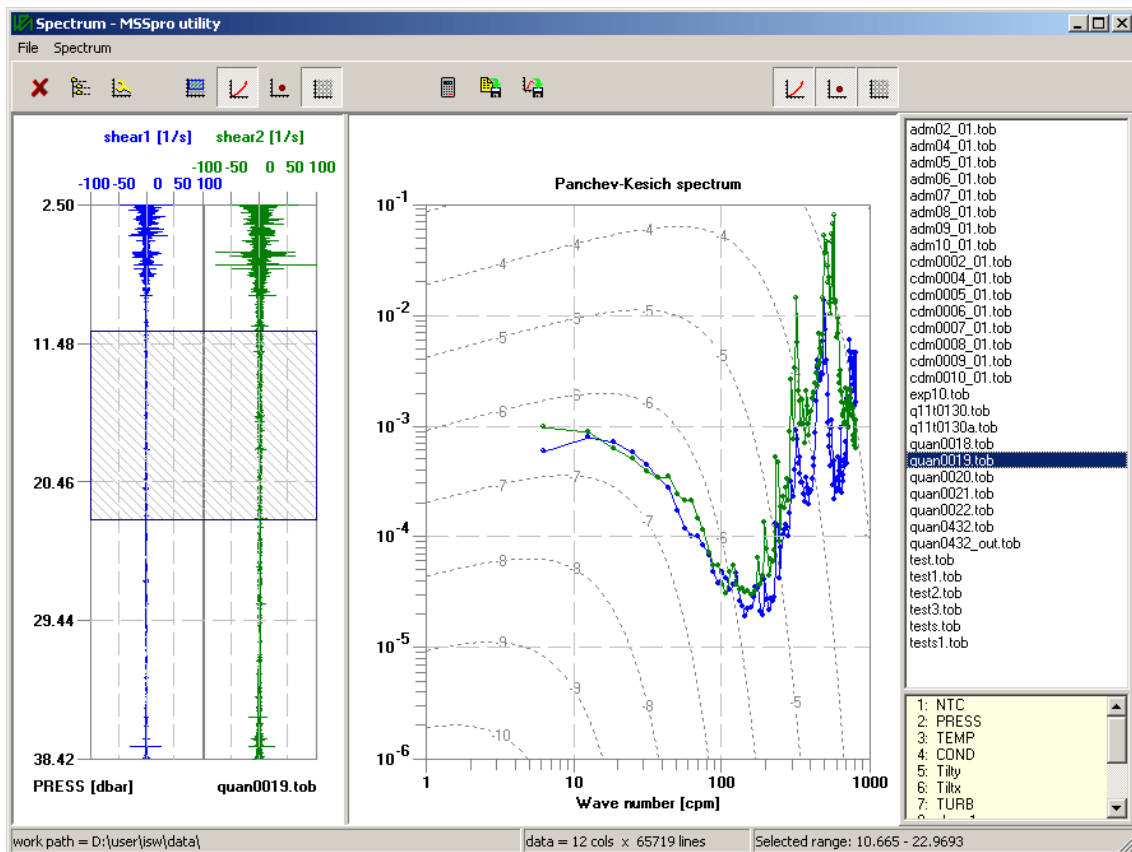 Spectrum - MSSpro utility
File Spectrum
shear1 [1/s] shear2 [1/s]
-100 -50 0 50 100
-100 -50 0 50 100
2.50
11.48
20.46
29.44
38.42
PRESS [dbar] quan0019.tob
Panchev-Kesich spectrum
10-1
10-2
10-3
10-4
10-5
10-6
-4 -4 -4 -4
-5 -5 -5 -5
-6 -6 -6 -6
-7 -7 -7
-8 -8 -8
-9 -9
-10
-5
1 10 100 1000
Wave number [cpm]
adm02_01.tob
adm04_01.tob
adm05_01.tob
adm06_01.tob
adm07_01.tob
adm08_01.tob
adm09_01.tob
adm10_01.tob
cdm0002_01.tob
cdm0004_01.tob
cdm0005_01.tob
cdm0006_01.tob
cdm0007_01.tob
cdm0008_01.tob
cdm0009_01.tob
cdm0010_01.tob
exp10.tob
q11t0130.tob
q11t0130a.tob
quan0018.tob
quan0019.tob
quan0020.tob
quan0021.tob
quan0022.tob
quan0432.tob
quan0432_out.tob
test.tob
test1.tob
test2.tob
test3.tob
tests.tob
tests1.tob
1: NTC
2: PRESS
3: TEMP
4: COND
5: Tilty
6: Tiltx
7: TURB
work path = D:\user\isw\data\ data = 12 cols x 65719 lines Selected range: 10.665 - 22.9693